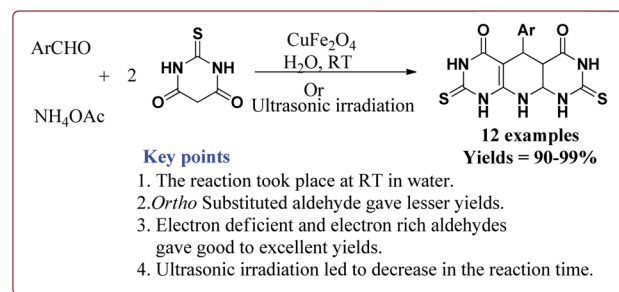 ArCHO
+ 2
NH4OAc
S
HN NH
O O
CuFe2O4
H2O, RT
Or
Ultrasonic irradiation
O Ar O
HN NH
S N H N H N H S
12 examples
Yields = 90-99%
Key points
1. The reaction took place at RT in water.
2.Ortho Substituted aldehyde gave lesser yields.
3. Electron deficient and electron rich aldehydes
gave good to excellent yields.
4. Ultrasonic irradiation led to decrease in the reaction time.